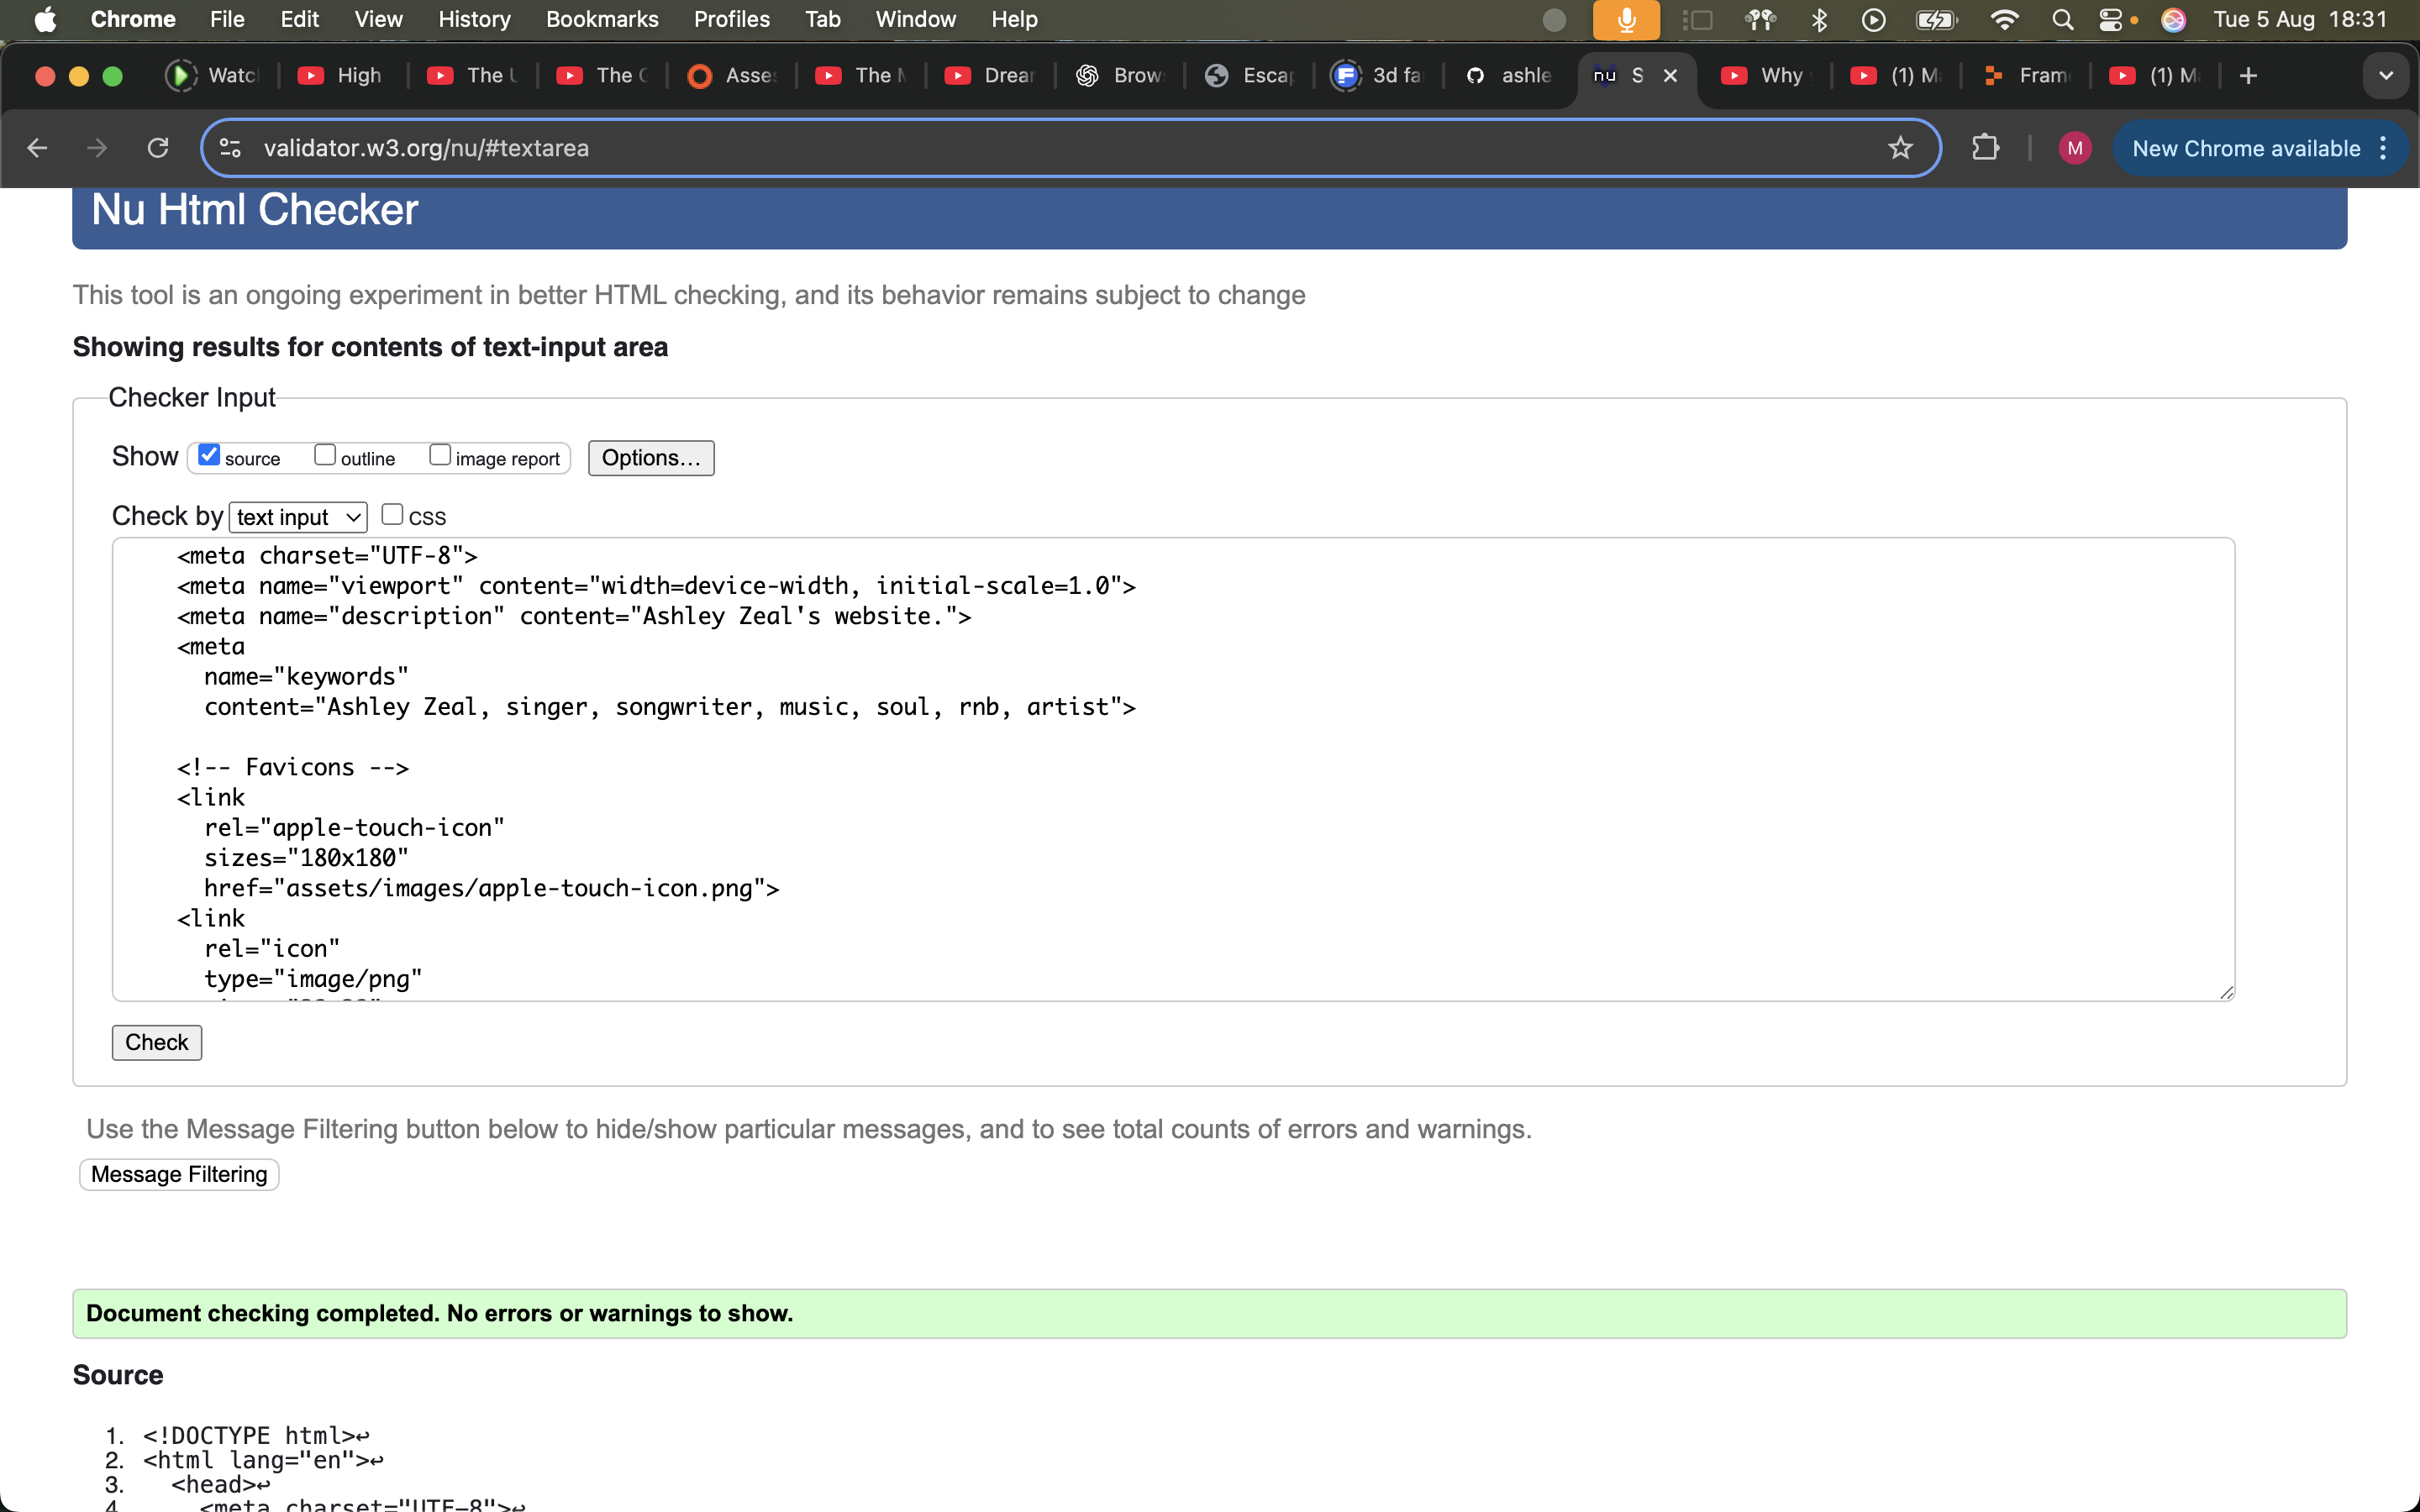 Chrome File Edit View History Bookmarks Profiles Tab Window Help Tue 5 Aug 18:31
Watc High The The Asse The Drear Brow Esca 3d fa ashle nu S Why (1) M Fram (1) M
validator.w3.org/nu/#textarea M New Chrome available
Nu Html Checker
This tool is an ongoing experiment in better HTML checking, and its behavior remains subject to change
Showing results for contents of text-input area
Checker Input
Show source outline image report Options...
Check by text input CSS
<meta charset="UTF-8">
<meta name="viewport" content="width=device-width, initial-scale=1.0">
<meta name="description" content="Ashley Zeal's website.">
<meta
name="keywords"
content="Ashley Zeal, singer, songwriter, music, soul, rnb, artist">
<!-- Favicons -->
<link
rel="apple-touch-icon"
sizes="180x180"
href="assets/images/apple-touch-icon.png">
<link
rel="icon"
type="image/png"
Check
Use the Message Filtering button below to hide/show particular messages, and to see total counts of errors and warnings.
Message Filtering
Document checking completed. No errors or warnings to show.
Source
1. <!DOCTYPE html>↩
2. <html lang="en">↩
3. <head>↩
4. <meta charset="UTF-8">↩